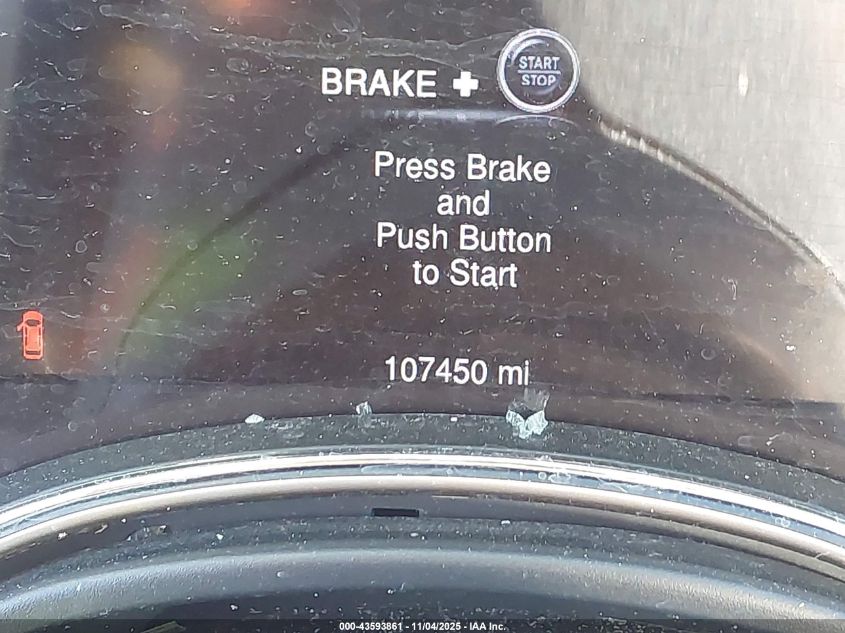 BRAKE + START
STOP
Press Brake
and
Push Button
to Start
107450 mi
000-43593861 - 11/04/2025 - IAA Inc.